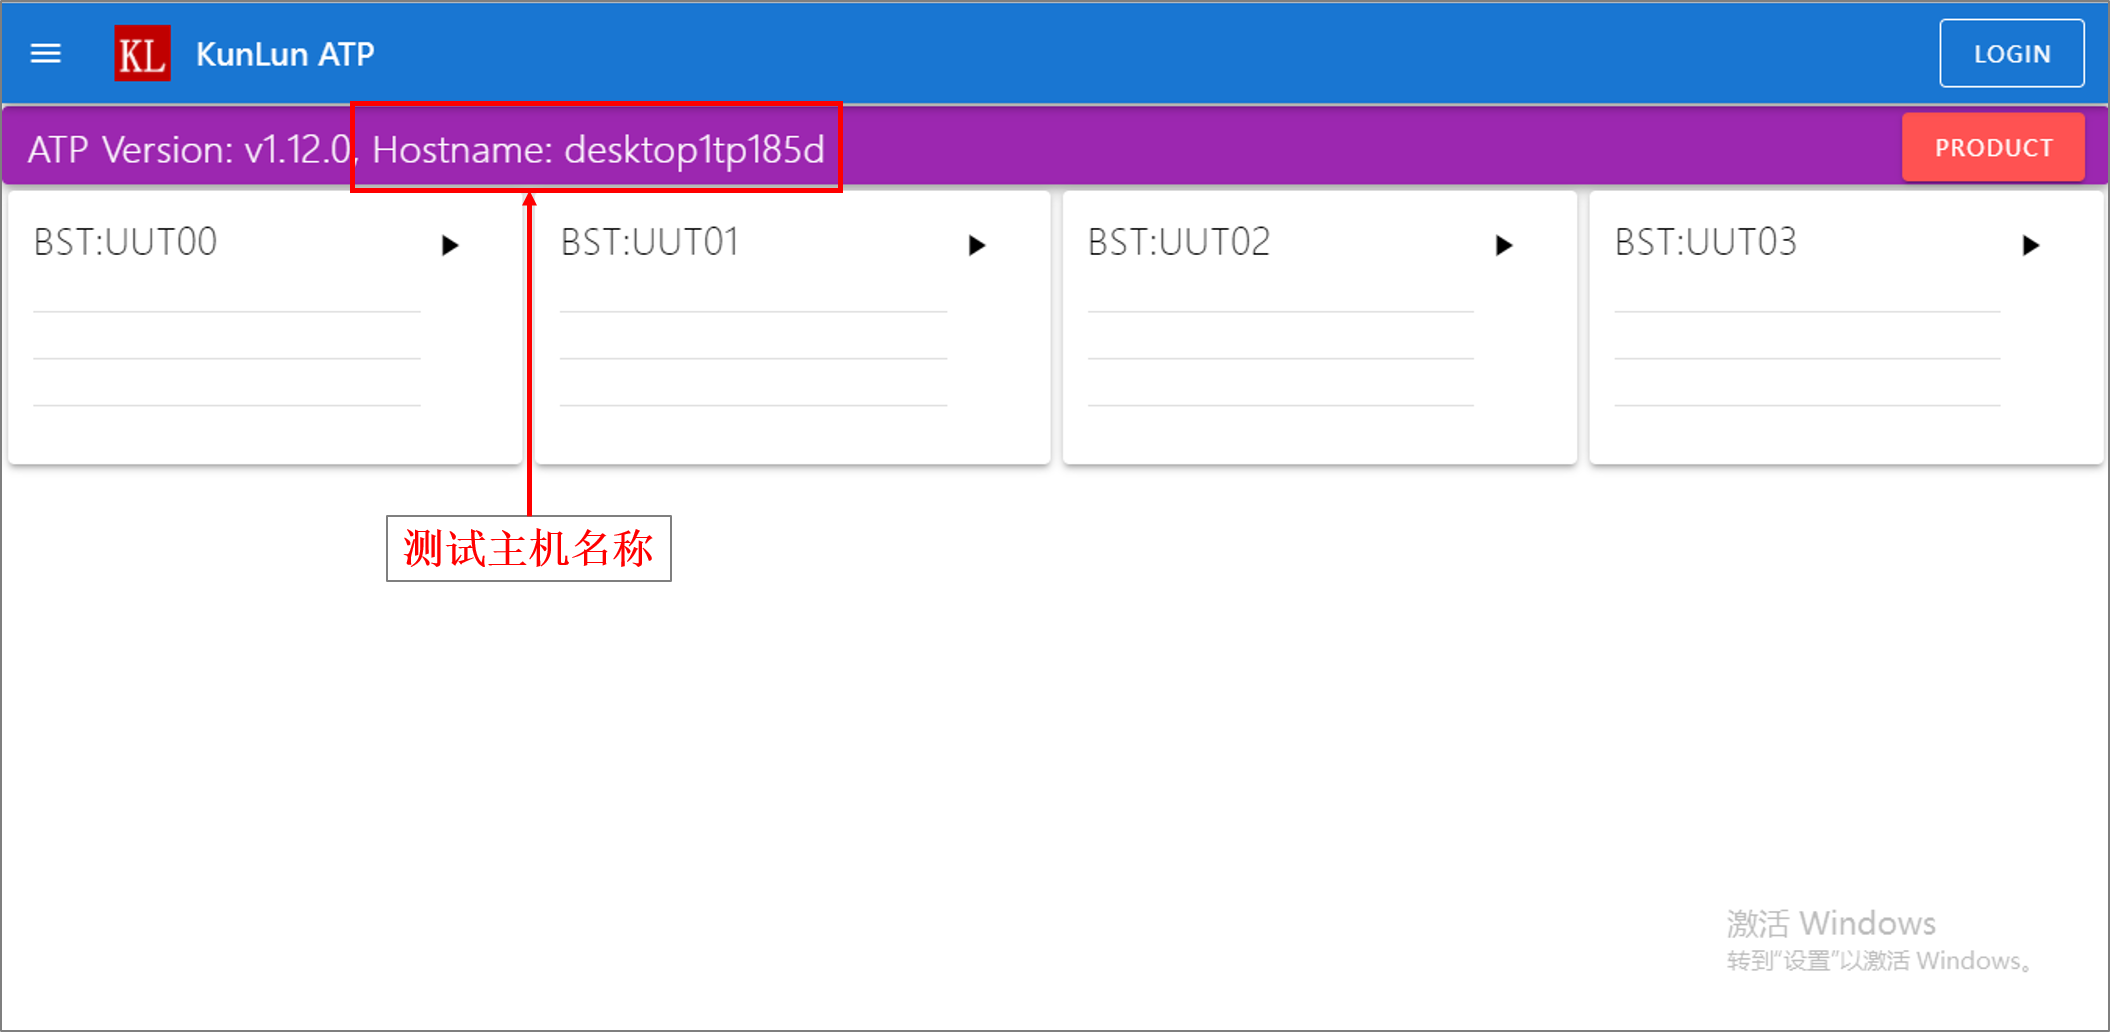 KL KunLun ATP LOGIN
ATP Version: v1.12.0, Hostname: desktop1tp185d PRODUCT
BST:UUT00 BST:UUT01 BST:UUT02 BST:UUT03
测试主机名称
激活 Windows
转到“设置”以激活 Windows。